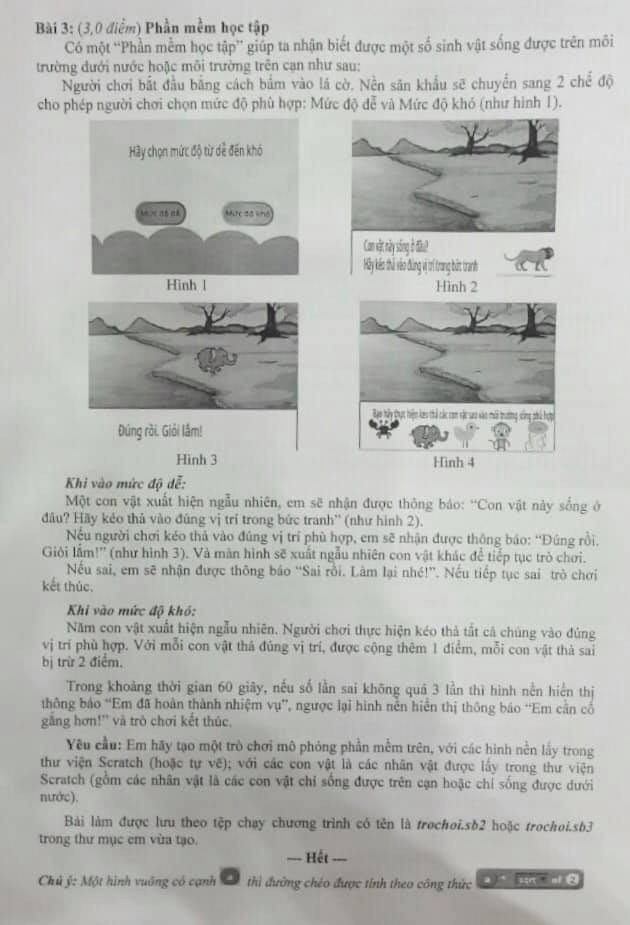 Bài 3: (3,0 điểm) Phần mềm học tập
Có một “Phần mềm học tập” giúp ta nhận biết được một số sinh vật sống được trên môi
trường dưới nước hoặc môi trường trên cạn như sau:
Người chơi bắt đầu bằng cách bấm vào lá cờ. Nền sân khấu sẽ chuyển sang 2 chế độ
cho phép người chơi chọn mức độ phù hợp: Mức độ dễ và Mức độ khó (như hình 1).
Hãy chọn mức độ từ dễ đến khó
Mức độ dễ
Mức độ khó
Hình 1
Con vật này sống ở đâu?
Hãy kéo thả vào đúng vị trí trong bức tranh
Hình 2
Đúng rồi. Giỏi lắm!
Hình 3
Bạn hãy thực hiện kéo thả các con vật sau vào môi trường sống phù hợp
Hình 4
Khi vào mức độ dễ:
Một con vật xuất hiện ngẫu nhiên, em sẽ nhận được thông báo: “Con vật này sống ở
đâu? Hãy kéo thả vào đúng vị trí trong bức tranh” (như hình 2).
Nếu người chơi kéo thả vào đúng vị trí phù hợp, em sẽ nhận được thông báo: “Đúng rồi.
Giỏi lắm!” (như hình 3). Và màn hình sẽ xuất ngẫu nhiên con vật khác để tiếp tục trò chơi.
Nếu sai, em sẽ nhận được thông báo “Sai rồi. Làm lại nhé!”. Nếu tiếp tục sai trò chơi
kết thúc.
Khi vào mức độ khó:
Năm con vật xuất hiện ngẫu nhiên. Người chơi thực hiện kéo thả tất cả chúng vào đúng
vị trí phù hợp. Với mỗi con vật thả đúng vị trí, được cộng thêm 1 điểm, mỗi con vật thả sai
bị trừ 2 điểm.
Trong khoảng thời gian 60 giây, nếu số lần sai không quá 3 lần thì hình nền hiển thị
thông báo “Em đã hoàn thành nhiệm vụ”, ngược lại hình nền hiển thị thông báo “Em cần cố
gắng hơn!” và trò chơi kết thúc.
Yêu cầu: Em hãy tạo một trò chơi mô phỏng phần mềm trên, với các hình nền lấy trong
thư viện Scratch (hoặc tự vẽ); với các con vật là các nhân vật được lấy trong thư viện
Scratch (gồm các nhân vật là các con vật chỉ sống được trên cạn hoặc chỉ sống được dưới
nước).
Bài làm được lưu theo tệp chạy chương trình có tên là trochoi.sb2 hoặc trochoi.sb3
trong thư mục em vừa tạo.
--- Hết ---
Chú ý: Một hình vuông có cạnh a thì đường chéo được tính theo công thức a * sqrt of 2